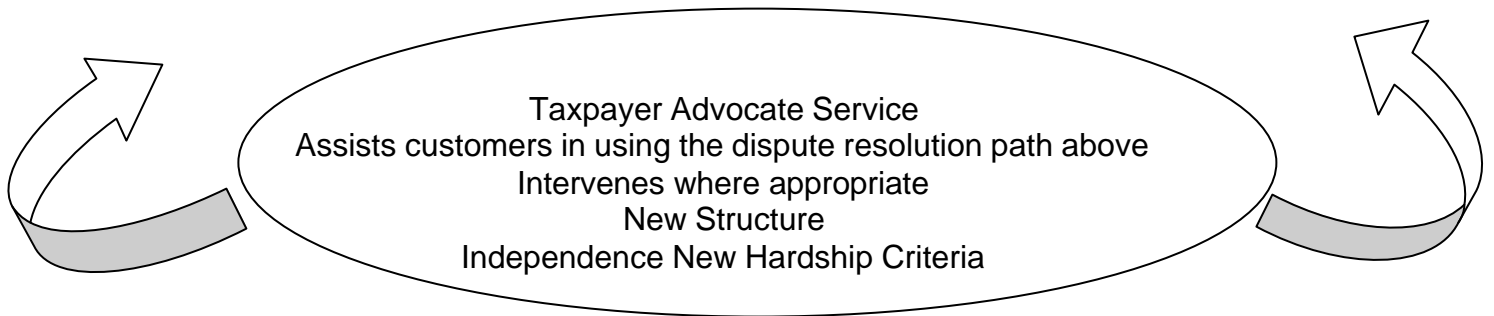 Taxpayer Advocate Service
Assists customers in using the dispute resolution path above
Intervenes where appropriate
New Structure
Independence New Hardship Criteria